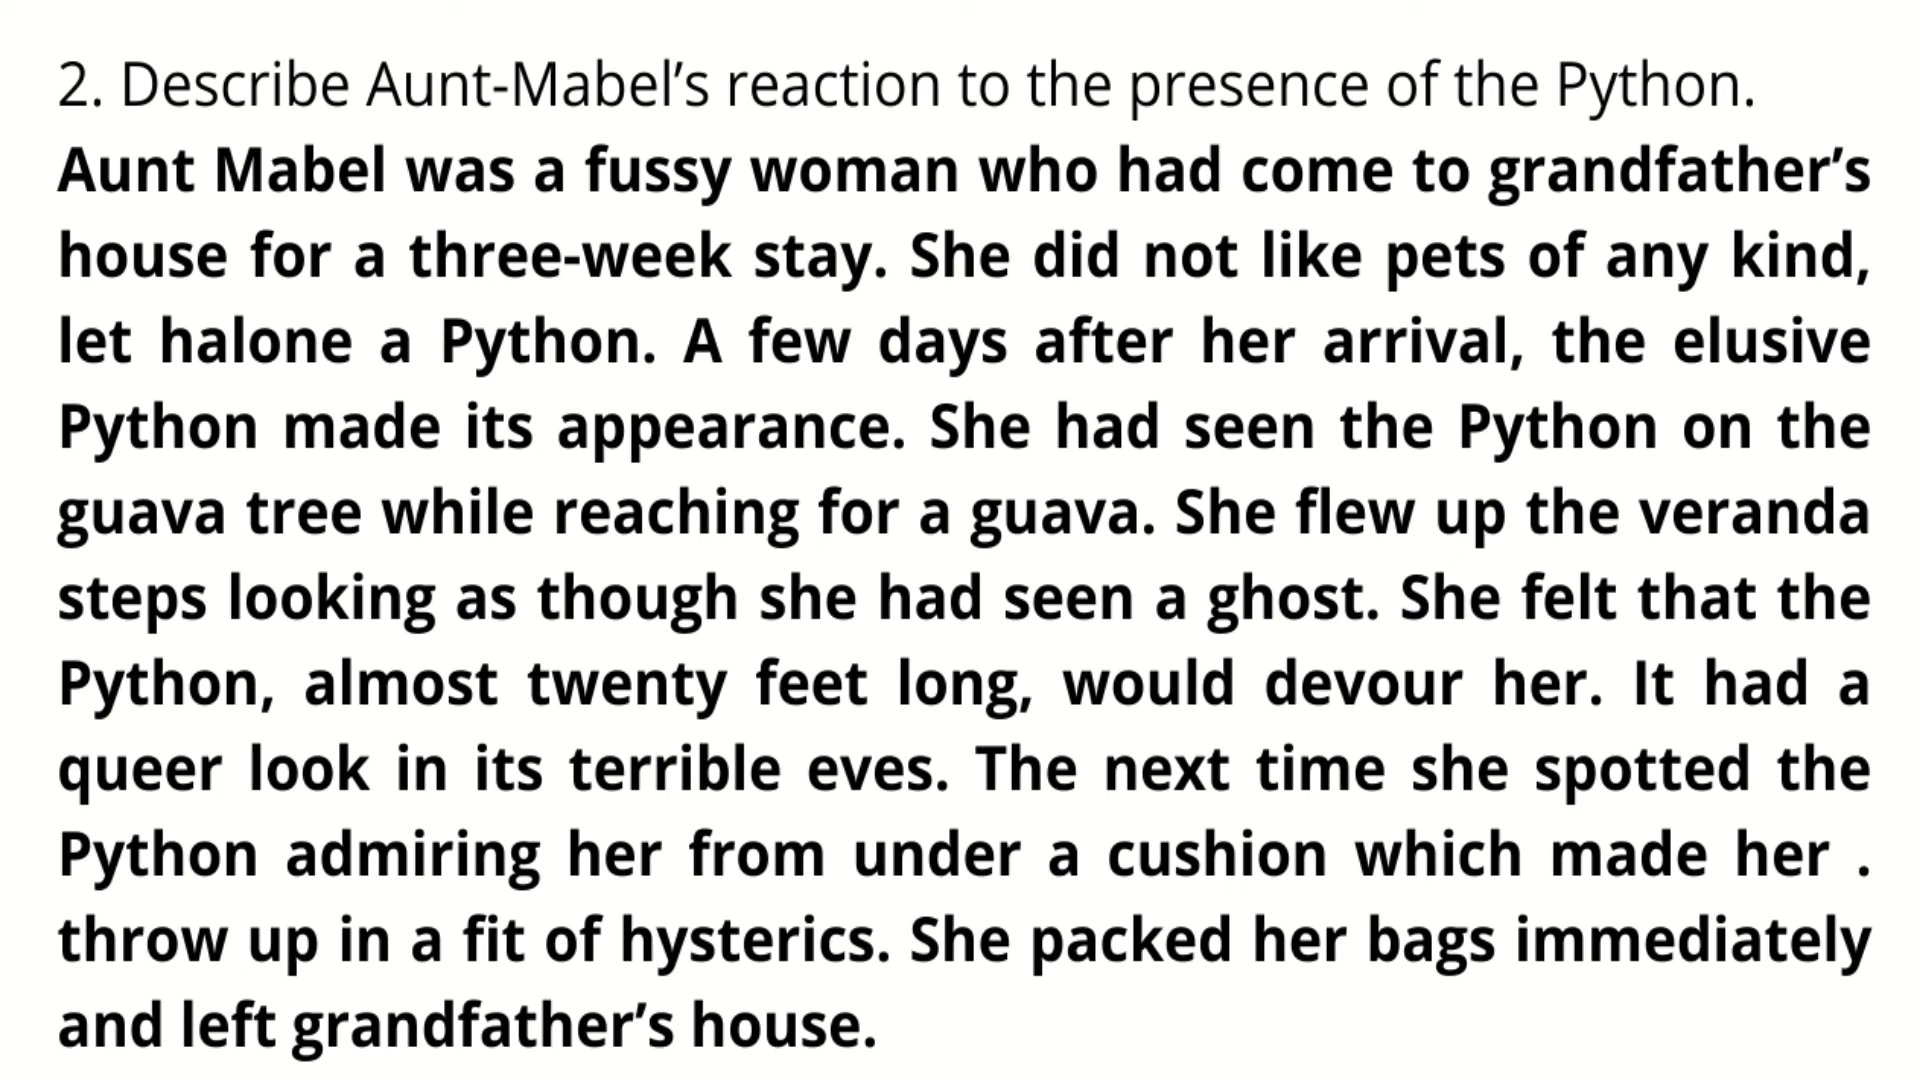 2. Describe Aunt-Mabel’s reaction to the presence of the Python.
Aunt Mabel was a fussy woman who had come to grandfather’s
house for a three-week stay. She did not like pets of any kind,
let halone a Python. A few days after her arrival, the elusive
Python made its appearance. She had seen the Python on the
guava tree while reaching for a guava. She flew up the veranda
steps looking as though she had seen a ghost. She felt that the
Python, almost twenty feet long, would devour her. It had a
queer look in its terrible eves. The next time she spotted the
Python admiring her from under a cushion which made her .
throw up in a fit of hysterics. She packed her bags immediately
and left grandfather’s house.